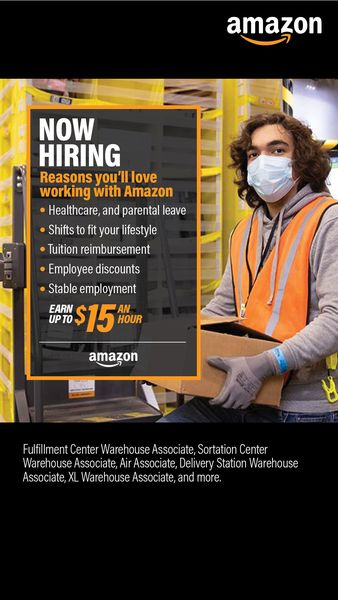 amazon
NOW
HIRING
Reasons you'll love
working with Amazon
• Healthcare, and parental leave
• Shifts to fit your lifestyle
• Tuition reimbursement
• Employee discounts
• Stable employment
EARN UP TO $15 AN HOUR
amazon
Fulfillment Center Warehouse Associate, Sortation Center
Warehouse Associate, Air Associate, Delivery Station Warehouse
Associate, XL Warehouse Associate, and more.